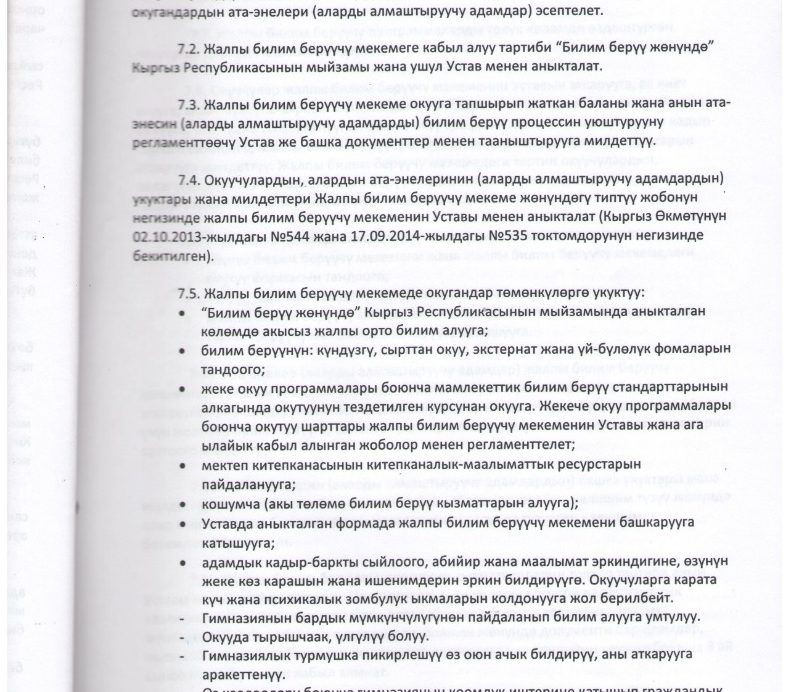 окугандардын ата-энелери (аларды алмаштыруучу адамдар) эсептелет.
7.2. Жалпы билим берүүчү мекемеге кабыл алуу тартиби “Билим берүү жөнүндө”
Кыргыз Республикасынын мыйзамы жана ушул Устав менен аныкталат.
7.3. Жалпы билим берүүчү мекеме окууга тапшырып жаткан баланы жана анын ата-
энесин (аларды алмаштыруучу адамдарды) билим берүү процессин уюштурууну
регламенттөөчү Устав же башка документтер менен тааныштырууга милдеттүү.
7.4. Окуучулардын, алардын ата-энелеринин (аларды алмаштыруучу адамдардын)
укуктары жана милдеттери Жалпы билим берүүчү мекеме жөнүндөгү типтүү жобонун
негизинде жалпы билим берүүчү мекеменин Уставы менен аныкталат (Кыргыз Өкмөтүнүн
02.10.2013-жылдагы №544 жана 17.09.2014-жылдагы №535 токтомдорунун негизинде
бекитилген).
7.5. Жалпы билим берүүчү мекемеде окугандар төмөнкүлөргө укуктуу:
• “Билим берүү жөнүндө” Кыргыз Республикасынын мыйзамында аныкталган
көлөмдө акысыз жалпы орто билим алууга;
• билим берүүнүн: күндүзгү, сырттан окуу, экстернат жана үй-бүлөлүк фомаларын
тандоого;
• жеке окуу программалары боюнча мамлекеттик билим берүү стандарттарынын
алкагында окутуунун тездетилген курсунан окууга. Жекече окуу программалары
боюнча окутуу шарттары жалпы билим берүүчү мекеменин Уставы жана ага
ылайык кабыл алынган жоболор менен регламенттелет;
• мектеп китепканасынын китепканалык-маалыматтык ресурстарын
пайдаланууга;
• кошумча (акы төлөмө билим берүү кызматтарын алууга);
• Уставда аныкталган формада жалпы билим берүүчү мекемени башкарууга
катышууга;
• адамдык кадыр-баркты сыйлоого, абийир жана маалымат эркиндигине, өзүнүн
жеке көз карашын жана ишенимдерин эркин билдирүүгө. Окуучуларга карата
күч жана психикалык зомбулук ыкмаларын колдонууга жол берилбейт.
- Гимназиянын бардык мүмкүнчүлүгүнөн пайдаланып билим алууга умтулуу.
- Окууда тырышчаак, үлгүлүү болуу.
- Гимназиялык турмушка пикирлешүү өз оюн ачык билдирүү, аны аткарууга
аракеттенүү.